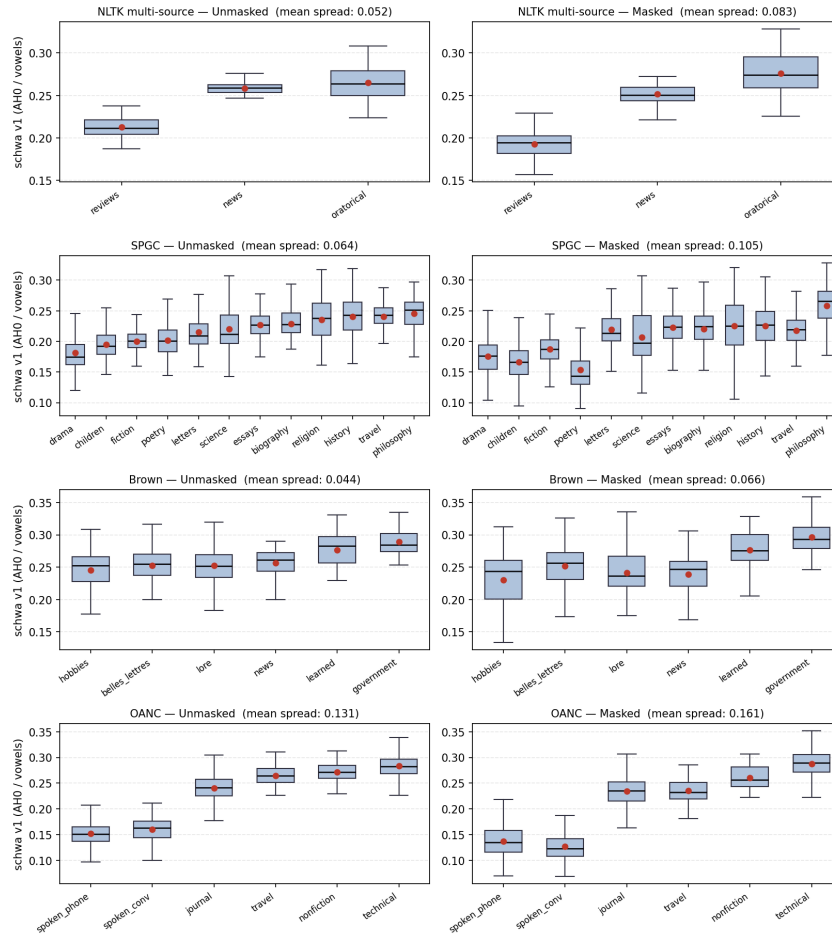 NLTK multi-source — Unmasked (mean spread: 0.052)
schwa v1 (AH0 / vowels)
0.30
0.25
0.20
0.15
reviews
news
oratorical
NLTK multi-source — Masked (mean spread: 0.083)
0.30
0.25
0.20
0.15
reviews
news
oratorical
SPGC — Unmasked (mean spread: 0.064)
schwa v1 (AH0 / vowels)
0.30
0.25
0.20
0.15
0.10
drama
children
fiction
poetry
letters
science
essays
biography
religion
history
travel
philosophy
SPGC — Masked (mean spread: 0.105)
0.30
0.25
0.20
0.15
0.10
drama
children
fiction
poetry
letters
science
essays
biography
religion
history
travel
philosophy
Brown — Unmasked (mean spread: 0.044)
schwa v1 (AH0 / vowels)
0.35
0.30
0.25
0.20
0.15
hobbies
belles_lettres
lore
news
learned
government
Brown — Masked (mean spread: 0.066)
0.35
0.30
0.25
0.20
0.15
hobbies
belles_lettres
lore
news
learned
government
OANC — Unmasked (mean spread: 0.131)
schwa v1 (AH0 / vowels)
0.35
0.30
0.25
0.20
0.15
0.10
spoken_phone
spoken_conv
journal
travel
nonfiction
technical
OANC — Masked (mean spread: 0.161)
0.35
0.30
0.25
0.20
0.15
0.10
spoken_phone
spoken_conv
journal
travel
nonfiction
technical